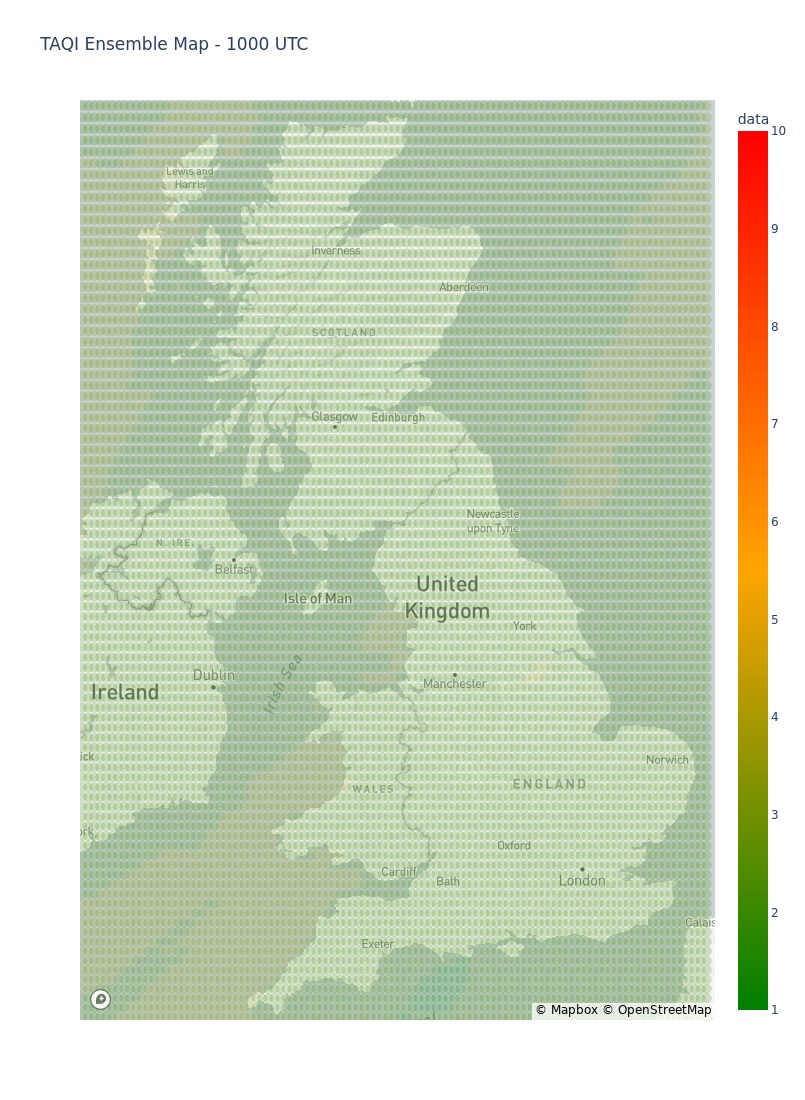 TAQI Ensemble Map - 1000 UTC
data
10
9
8
7
6
5
4
3
2
1
Lewis and
Harris
Inverness
Aberdeen
SCOTLAND
Glasgow
Edinburgh
Newcastle
upon Tyne
N. IRE.
Belfast
Isle of Man
United
Kingdom
York
Irish Sea
Dublin
Manchester
Ireland
ick
Norwich
WALES
ENGLAND
ork
Oxford
Cardiff
Bath
London
Calais
Exeter
© Mapbox © OpenStreetMap